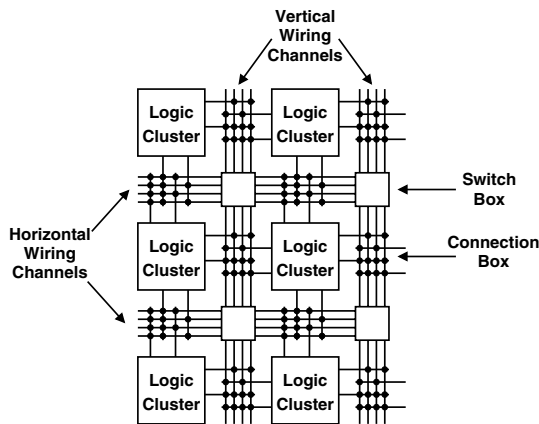 Vertical
Wiring
Channels
Logic
Cluster
Logic
Cluster
Switch
Box
Horizontal
Wiring
Channels
Logic
Cluster
Logic
Cluster
Connection
Box
Logic
Cluster
Logic
Cluster